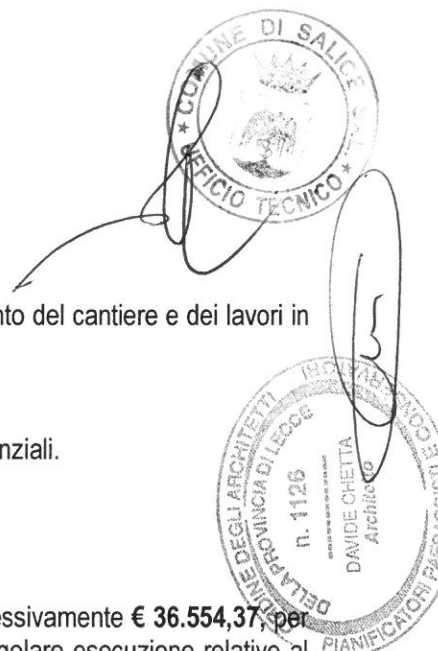 COMUNE DI SALICE
UFFICIO TECNICO
nto del cantiere e dei lavori in
nziali.
ORDINE DEGLI ARCHITETTI PIANIFICATORI PAESAGGISTI E CONSERVATORI
DELLA PROVINCIA DI LECCE
n. 1126
DAVIDE CHETTA
Architetto
essivamente € 36.554,37, per
golare esecuzione relative al